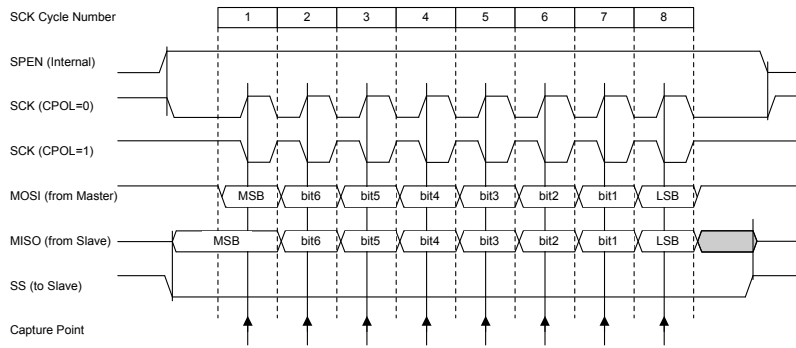 SCK Cycle Number 1 2 3 4 5 6 7 8
SPEN (Internal)
SCK (CPOL=0)
SCK (CPOL=1)
MOSI (from Master) MSB bit6 bit5 bit4 bit3 bit2 bit1 LSB
MISO (from Slave) MSB bit6 bit5 bit4 bit3 bit2 bit1 LSB
SS (to Slave)
Capture Point